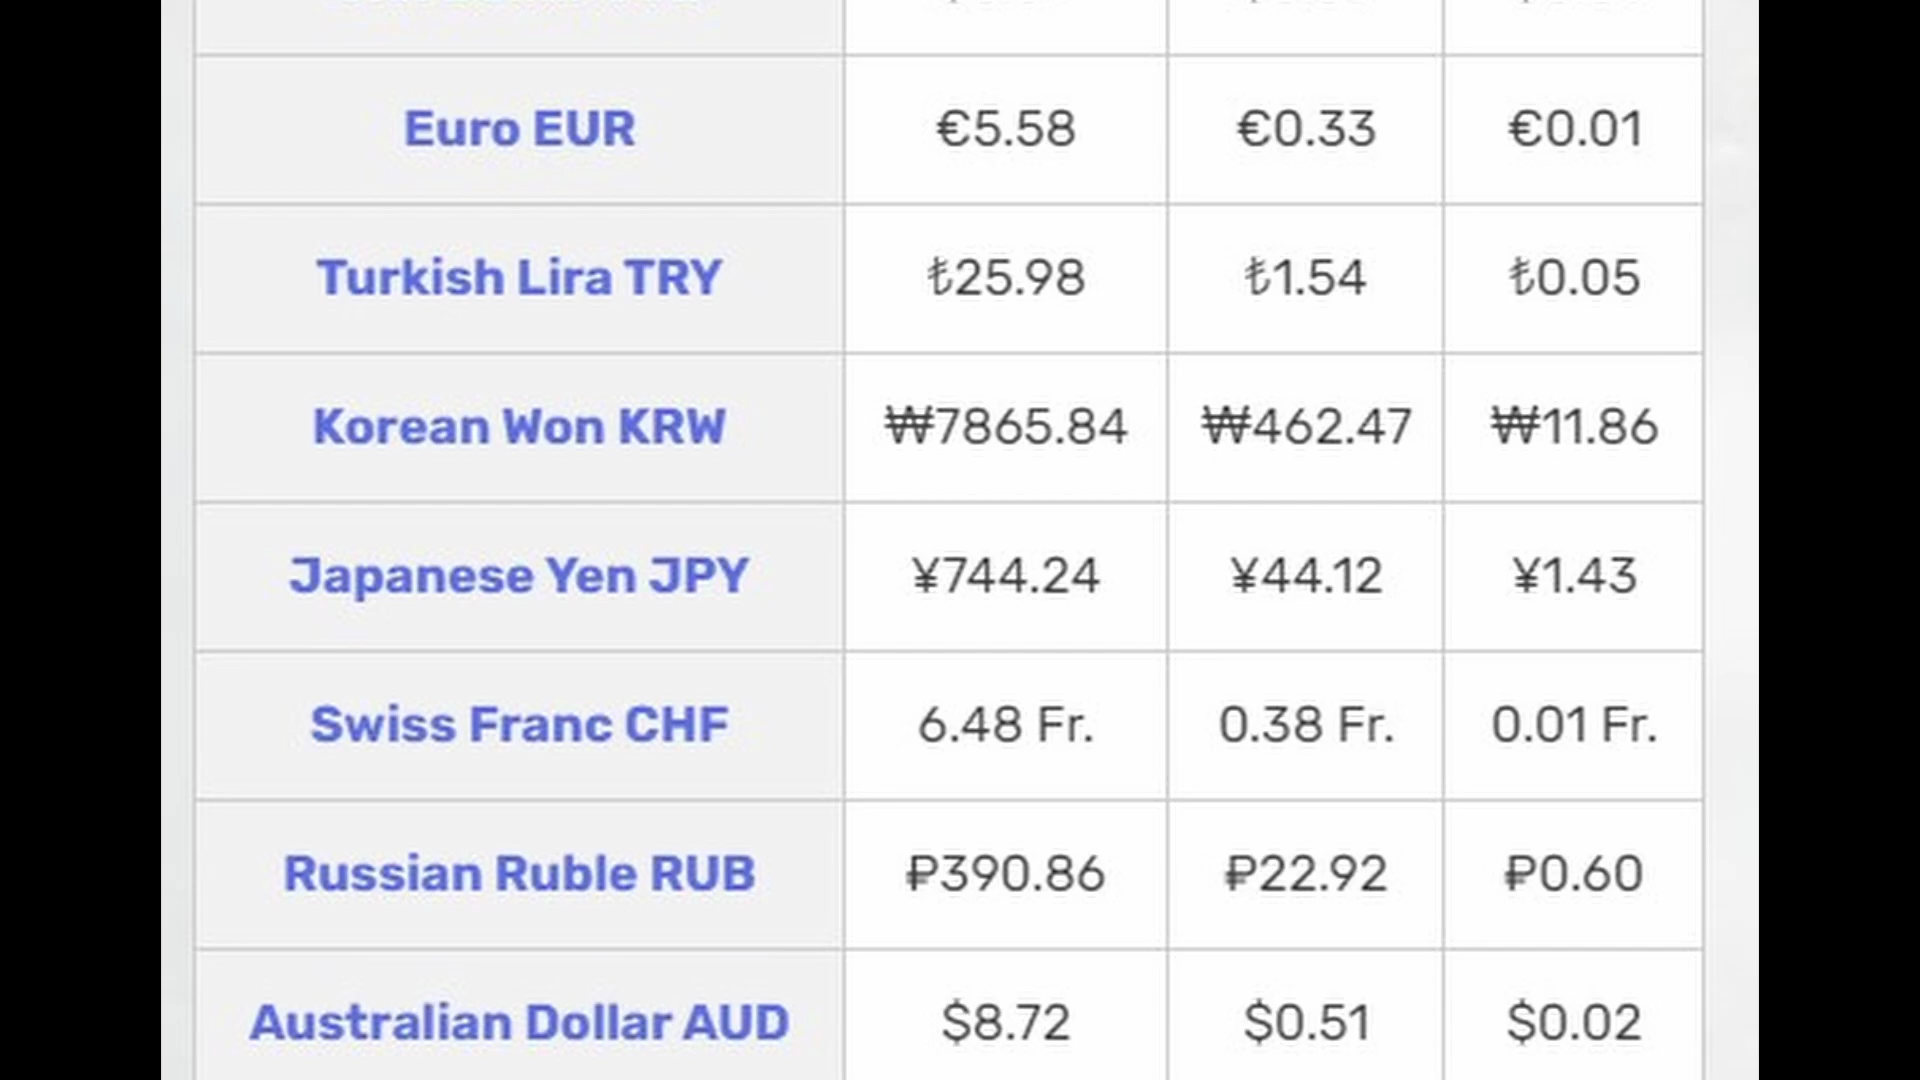 Euro EUR €5.58 €0.33 €0.01
Turkish Lira TRY ₺25.98 ₺1.54 ₺0.05
Korean Won KRW ₩7865.84 ₩462.47 ₩11.86
Japanese Yen JPY ¥744.24 ¥44.12 ¥1.43
Swiss Franc CHF 6.48 Fr. 0.38 Fr. 0.01 Fr.
Russian Ruble RUB ₽390.86 ₽22.92 ₽0.60
Australian Dollar AUD $8.72 $0.51 $0.02